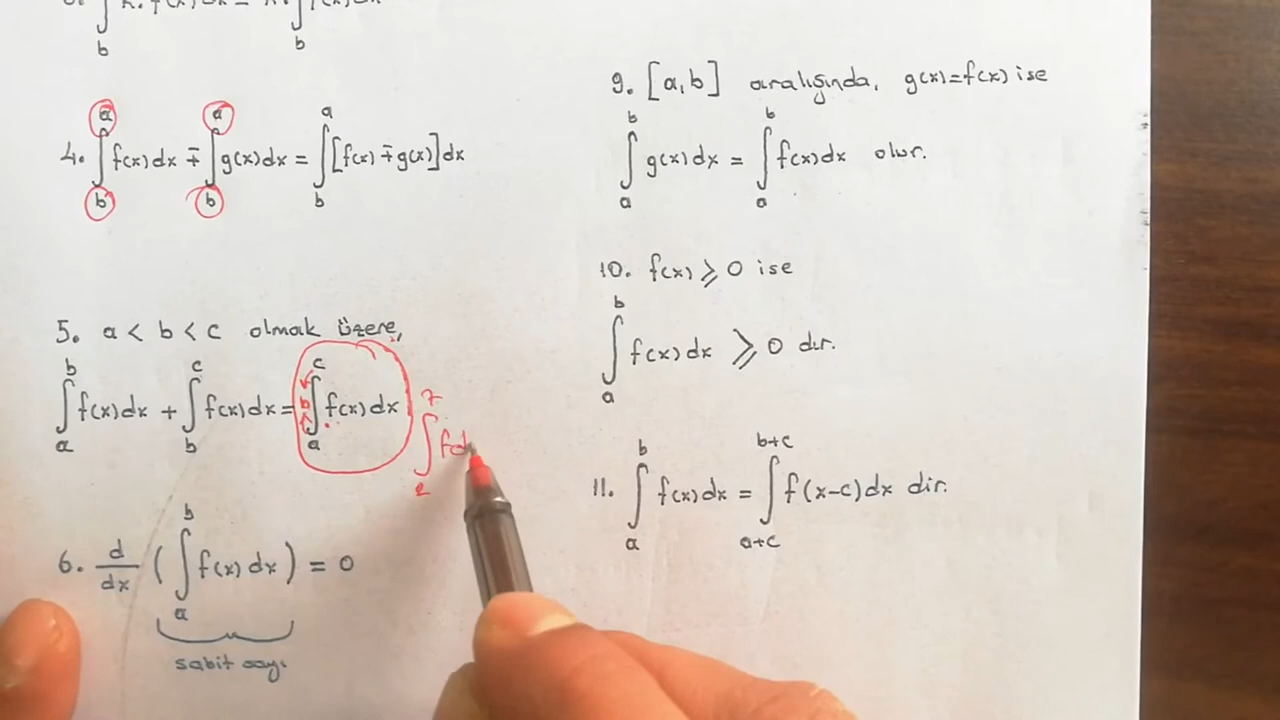 4. ∫_b^a f(x)dx ∓ ∫_b^a g(x)dx = ∫_b^a [f(x) ∓ g(x)]dx
5. a < b < c olmak üzere,
∫_a^b f(x)dx + ∫_b^c f(x)dx = ∫_a^c f(x)dx
b
∫_2^7 f
6. d/dx (∫_a^b f(x)dx) = 0
sabit sayı
9. [a,b] aralığında, g(x)=f(x) ise
∫_a^b g(x)dx = ∫_a^b f(x)dx olur.
10. f(x) ⩾ 0 ise
∫_a^b f(x)dx ⩾ 0 dır.
11. ∫_a^b f(x)dx = ∫_{a+c}^{b+c} f(x-c)dx dir.